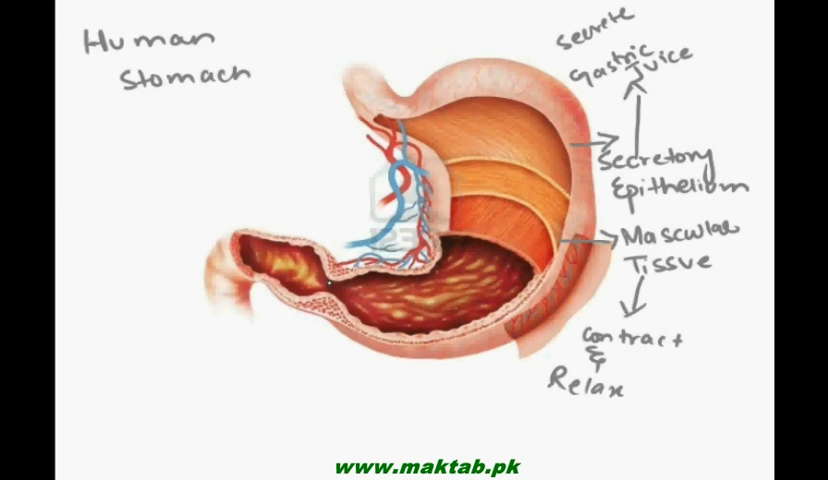 Human
Stomach
Secrete
Gastric
Juice
Secretory
Epithelium
Mascular
Tissue
Contract
&
Relax
www.maktab.pk